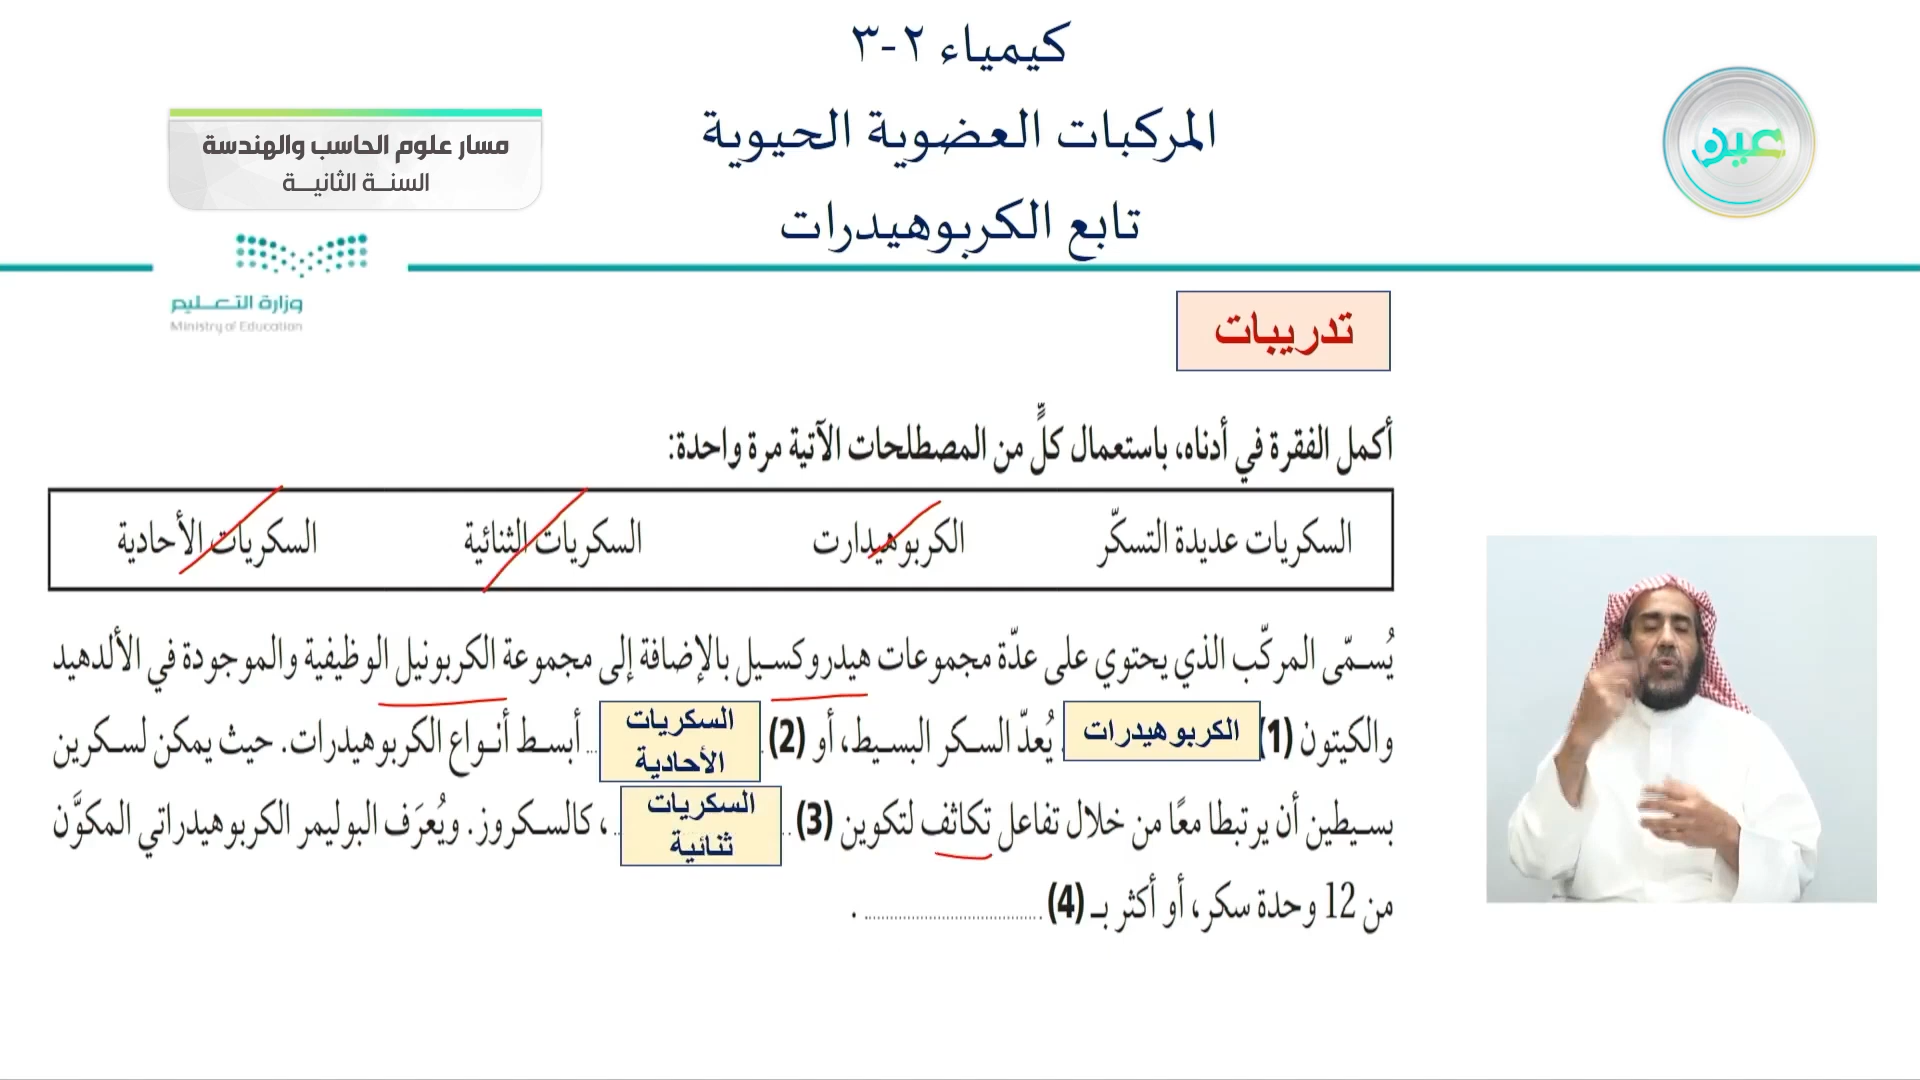 كيمياء ٢-٣
المركبات العضوية الحيوية
تابع الكربوهيدرات
عين
مسار علوم الحاسب والهندسة
السنة الثانية
وزارة التعليم
Ministry of Education
تدريبات
أكمل الفقرة في أدناه، باستعمال كلٍّ من المصطلحات الآتية مرة واحدة:
السكريات عديدة التسكّر الكربوهيدارت السكريات الثنائية السكريات الأحادية
يُسمّى المركّب الذي يحتوي على عدّة مجموعات هيدروكسيل بالإضافة إلى مجموعة الكربونيل الوظيفية والموجودة في الألدهيد
والكيتون (1) الكربوهيدرات يُعدّ السكر البسيط، أو (2) السكريات الأحادية أبسط أنواع الكربوهيدرات. حيث يمكن لسكرين
بسيطين أن يرتبطا معًا من خلال تفاعل تكاثف لتكوين (3) السكريات ثنائية ، كالسكروز. ويُعرَف البوليمر الكربوهيدراتي المكوَّن
من 12 وحدة سكر، أو أكثر بـ (4) .......................................... .